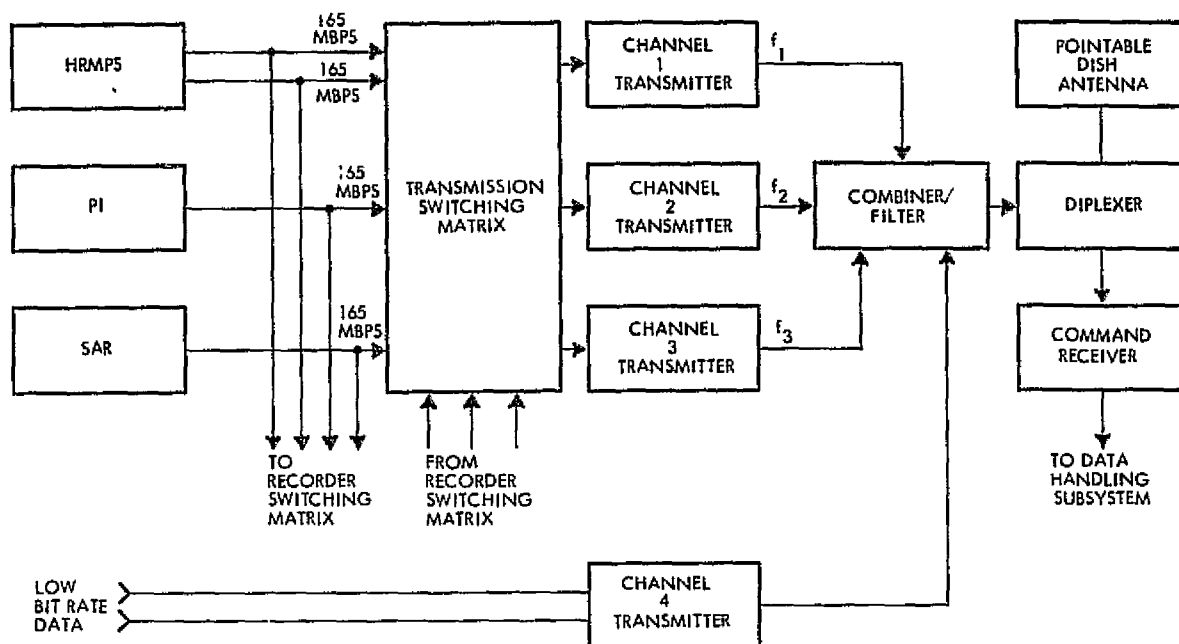 HRMPS
165
MBPS
165
MBPS
PI
165
MBPS
SAR
165
MBPS
TRANSMISSION
SWITCHING
MATRIX
CHANNEL
1
TRANSMITTER
f1
CHANNEL
2
TRANSMITTER
f2
CHANNEL
3
TRANSMITTER
f3
COMBINER/
FILTER
POINTABLE
DISH
ANTENNA
DIPLEXER
COMMAND
RECEIVER
TO
RECORDER
SWITCHING
MATRIX
FROM
RECORDER
SWITCHING
MATRIX
TO DATA
HANDLING
SUBSYSTEM
LOW
BIT RATE
DATA
CHANNEL
4
TRANSMITTER